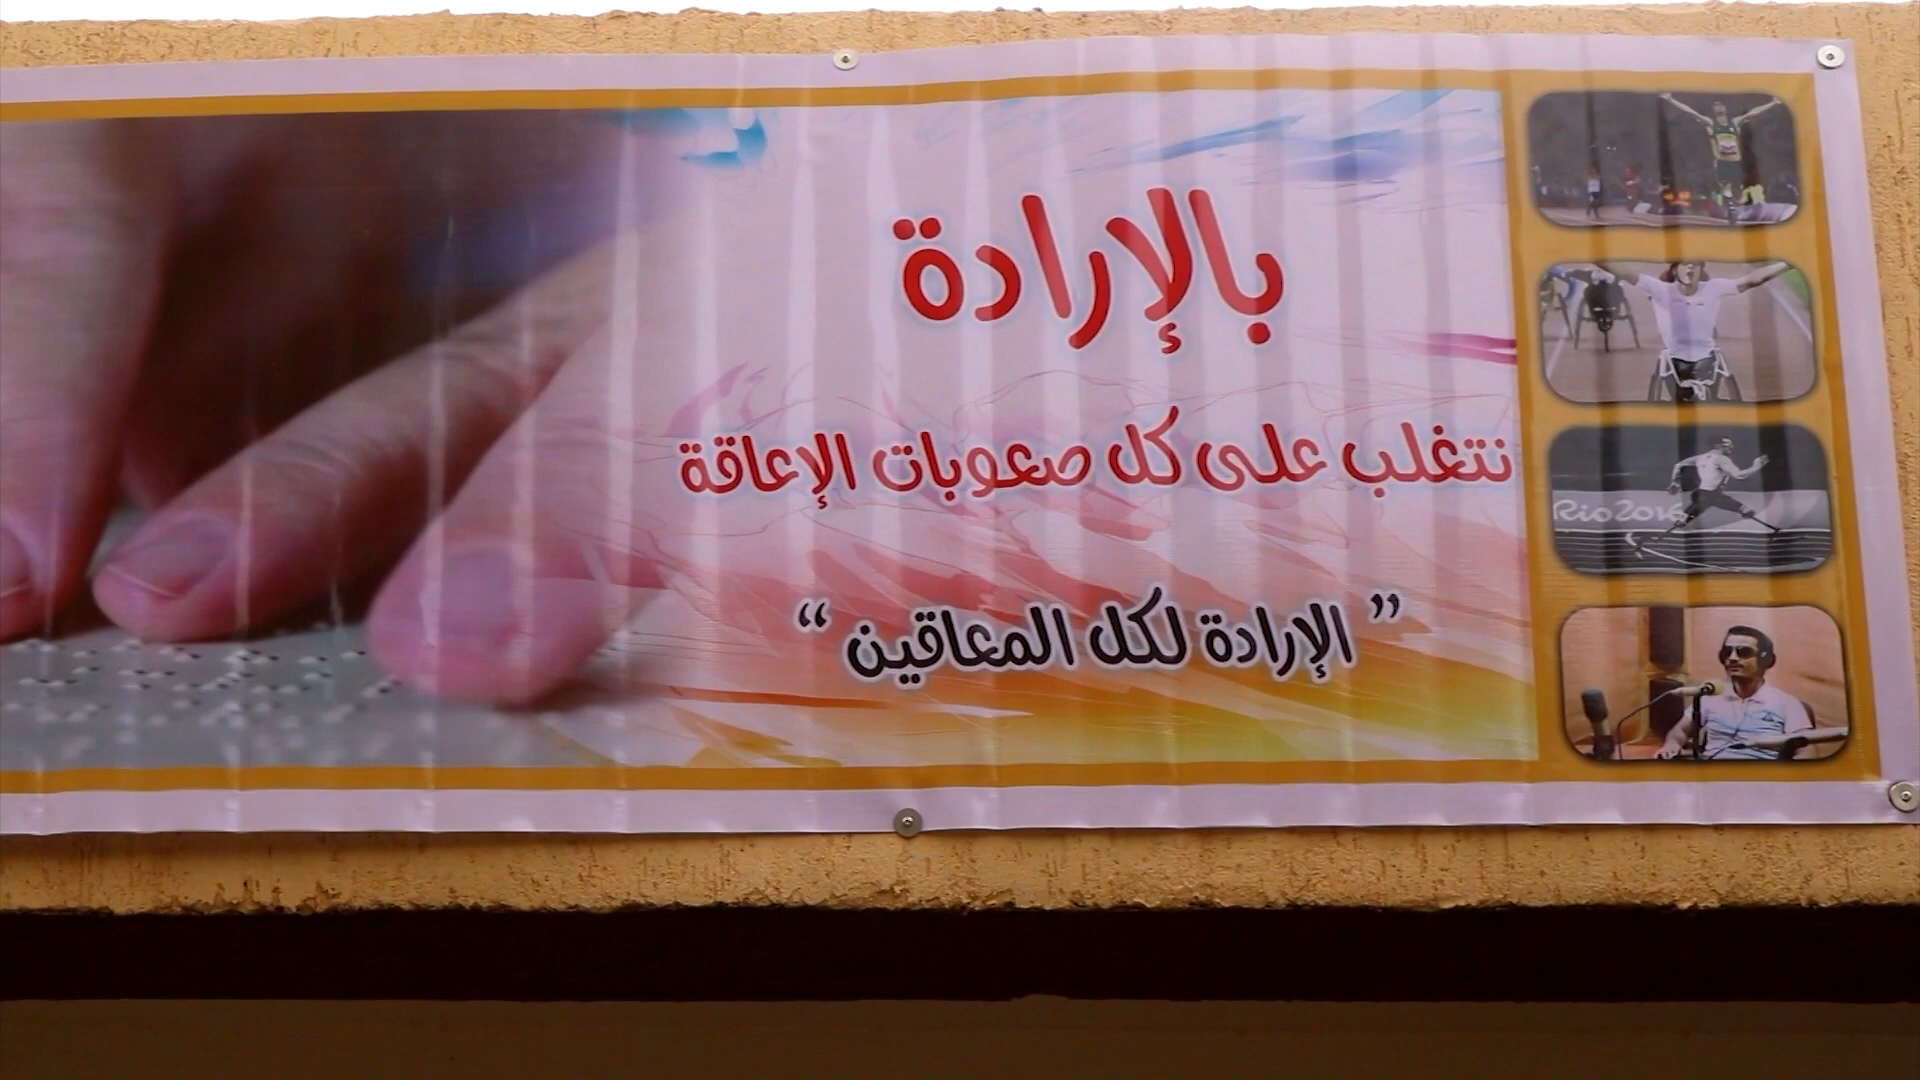 بالإرادة
نتغلب على كل صعوبات الإعاقة
” الإرادة لكل المعاقين “
Rio2016